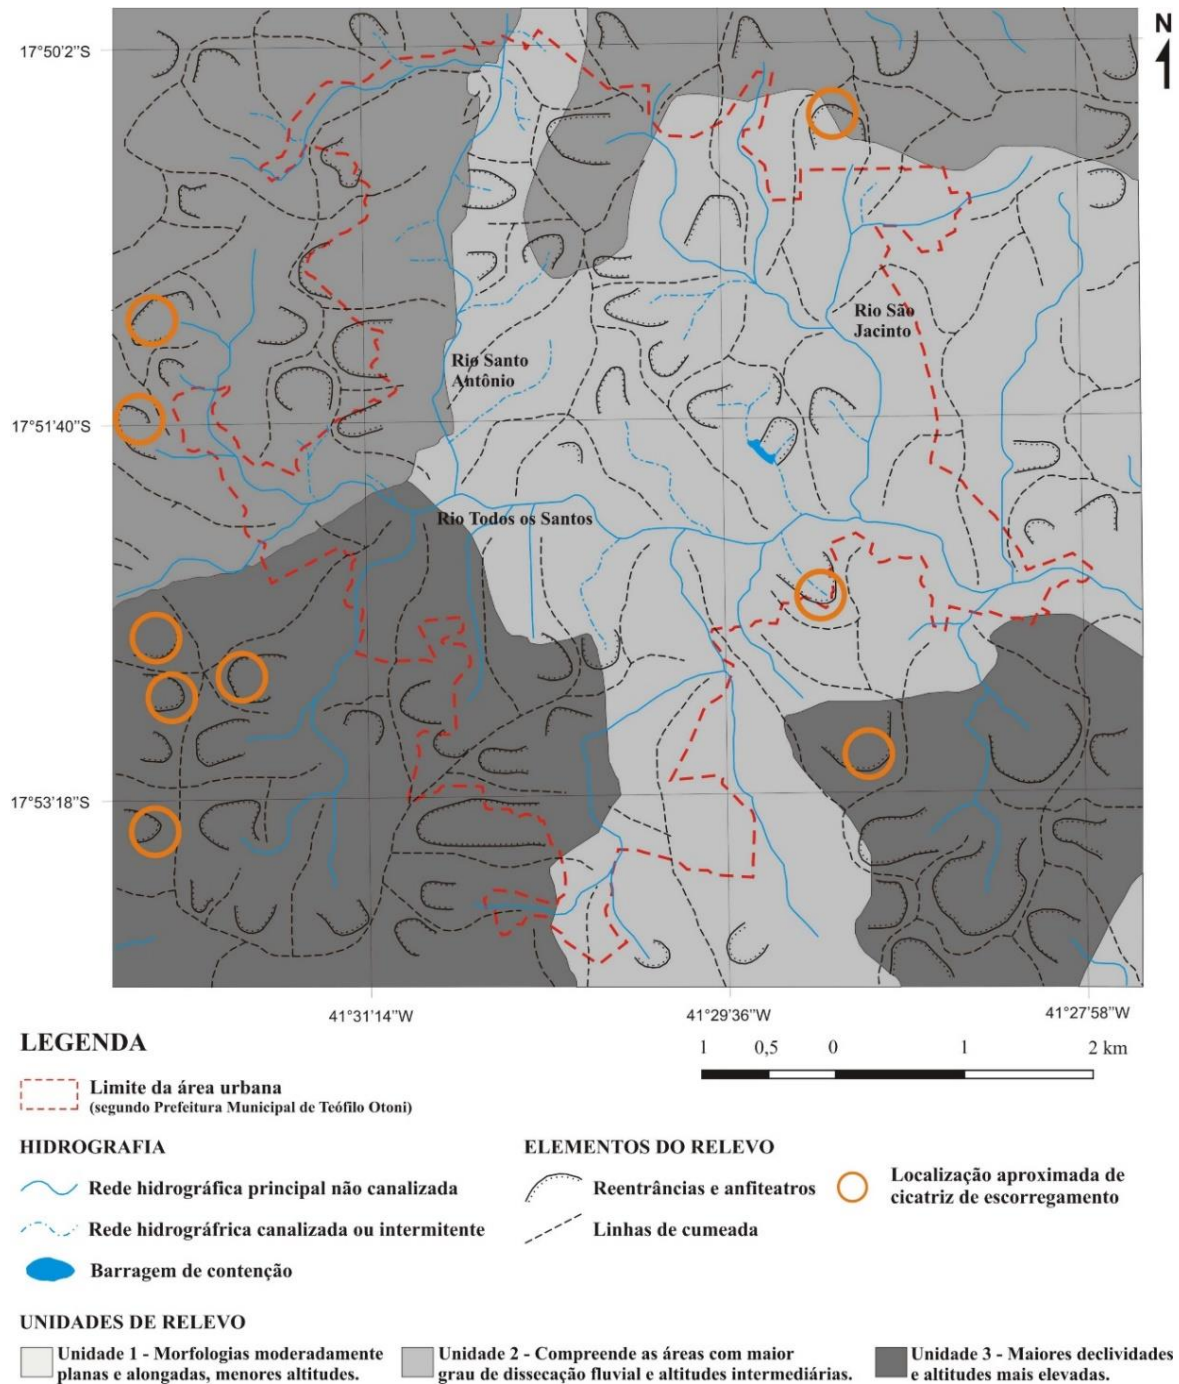 N
17°50'2"S
Rio São
Jacinto
Rio Santo
Antônio
17°51'40"S
Rio Todos os Santos
17°53'18"S
41°31'14"W
41°29'36"W
41°27'58"W
LEGENDA
1 0,5 0 1 2 km
Limite da área urbana
(segundo Prefeitura Municipal de Teófilo Otoni)
HIDROGRAFIA
ELEMENTOS DO RELEVO
Rede hidrográfica principal não canalizada
Reentrâncias e anfiteatros
Localização aproximada de
cicatriz de escorregamento
Rede hidrográfrica canalizada ou intermitente
Linhas de cumeada
Barragem de contenção
UNIDADES DE RELEVO
Unidade 1 - Morfologias moderadamente
planas e alongadas, menores altitudes.
Unidade 2 - Compreende as áreas com maior
grau de dissecação fluvial e altitudes intermediárias.
Unidade 3 - Maiores declividades
e altitudes mais elevadas.